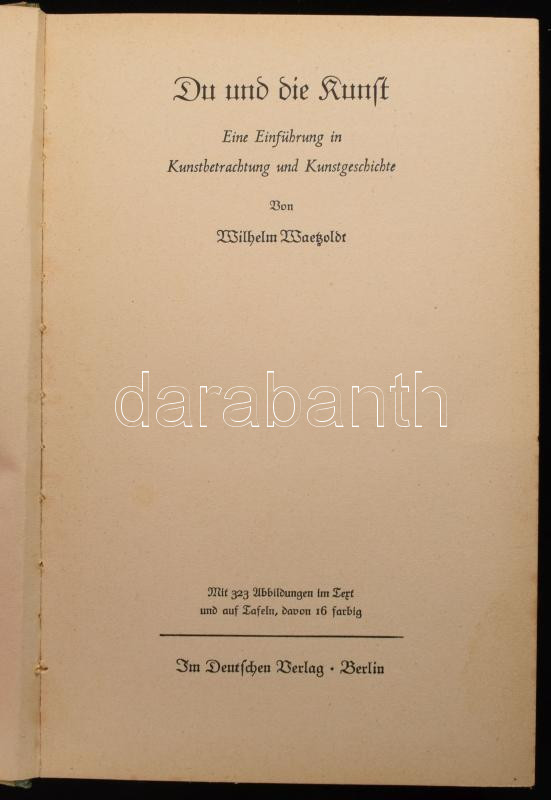 Du und die Kunst
Eine Einführung in
Kunstbetrachtung und Kunstgeschichte
Von
Wilhelm Waetzoldt
darabanth
Mit 323 Abbildungen im Text
und auf Tafeln, davon 16 farbig
Im Deutschen Verlag · Berlin